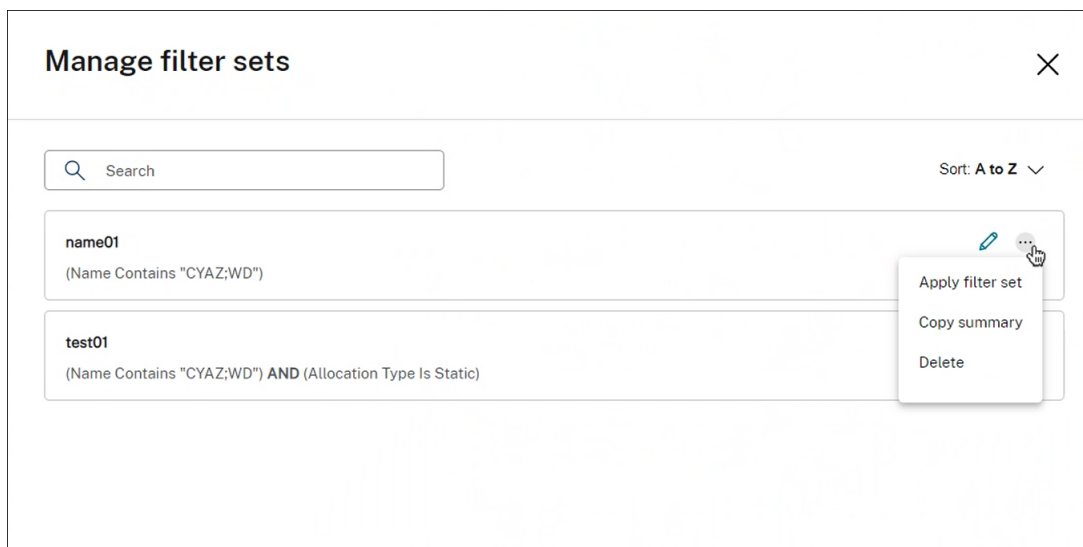 Manage filter sets
Search
Sort: A to Z
name01
(Name Contains "CYAZ;WD")
Apply filter set
Copy summary
Delete
test01
(Name Contains "CYAZ;WD") AND (Allocation Type Is Static)